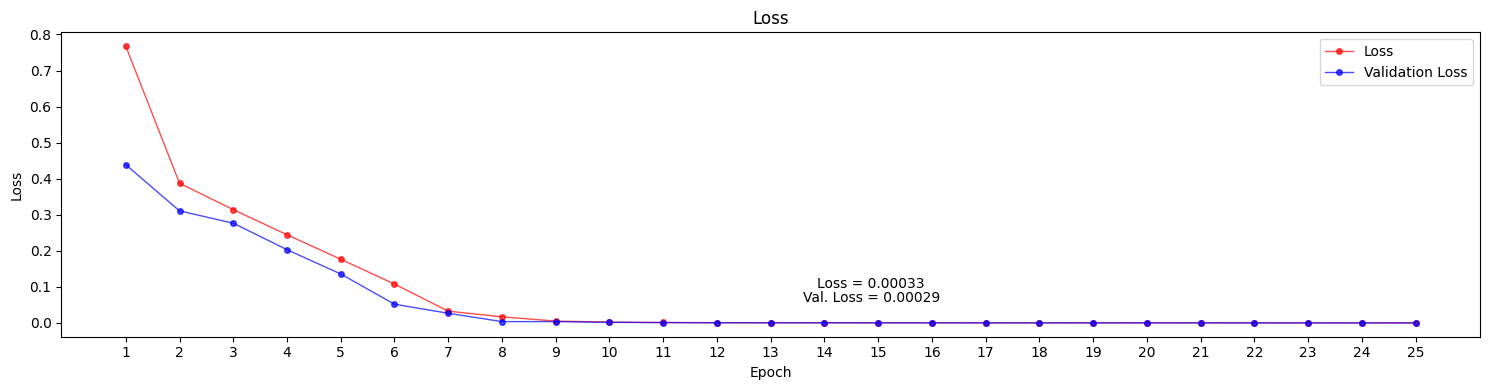 Loss
Loss
Validation Loss
0.8
0.7
0.6
0.5
0.4
0.3
0.2
0.1
0.0
Loss
Loss = 0.00033
Val. Loss = 0.00029
1 2 3 4 5 6 7 8 9 10 11 12 13 14 15 16 17 18 19 20 21 22 23 24 25
Epoch